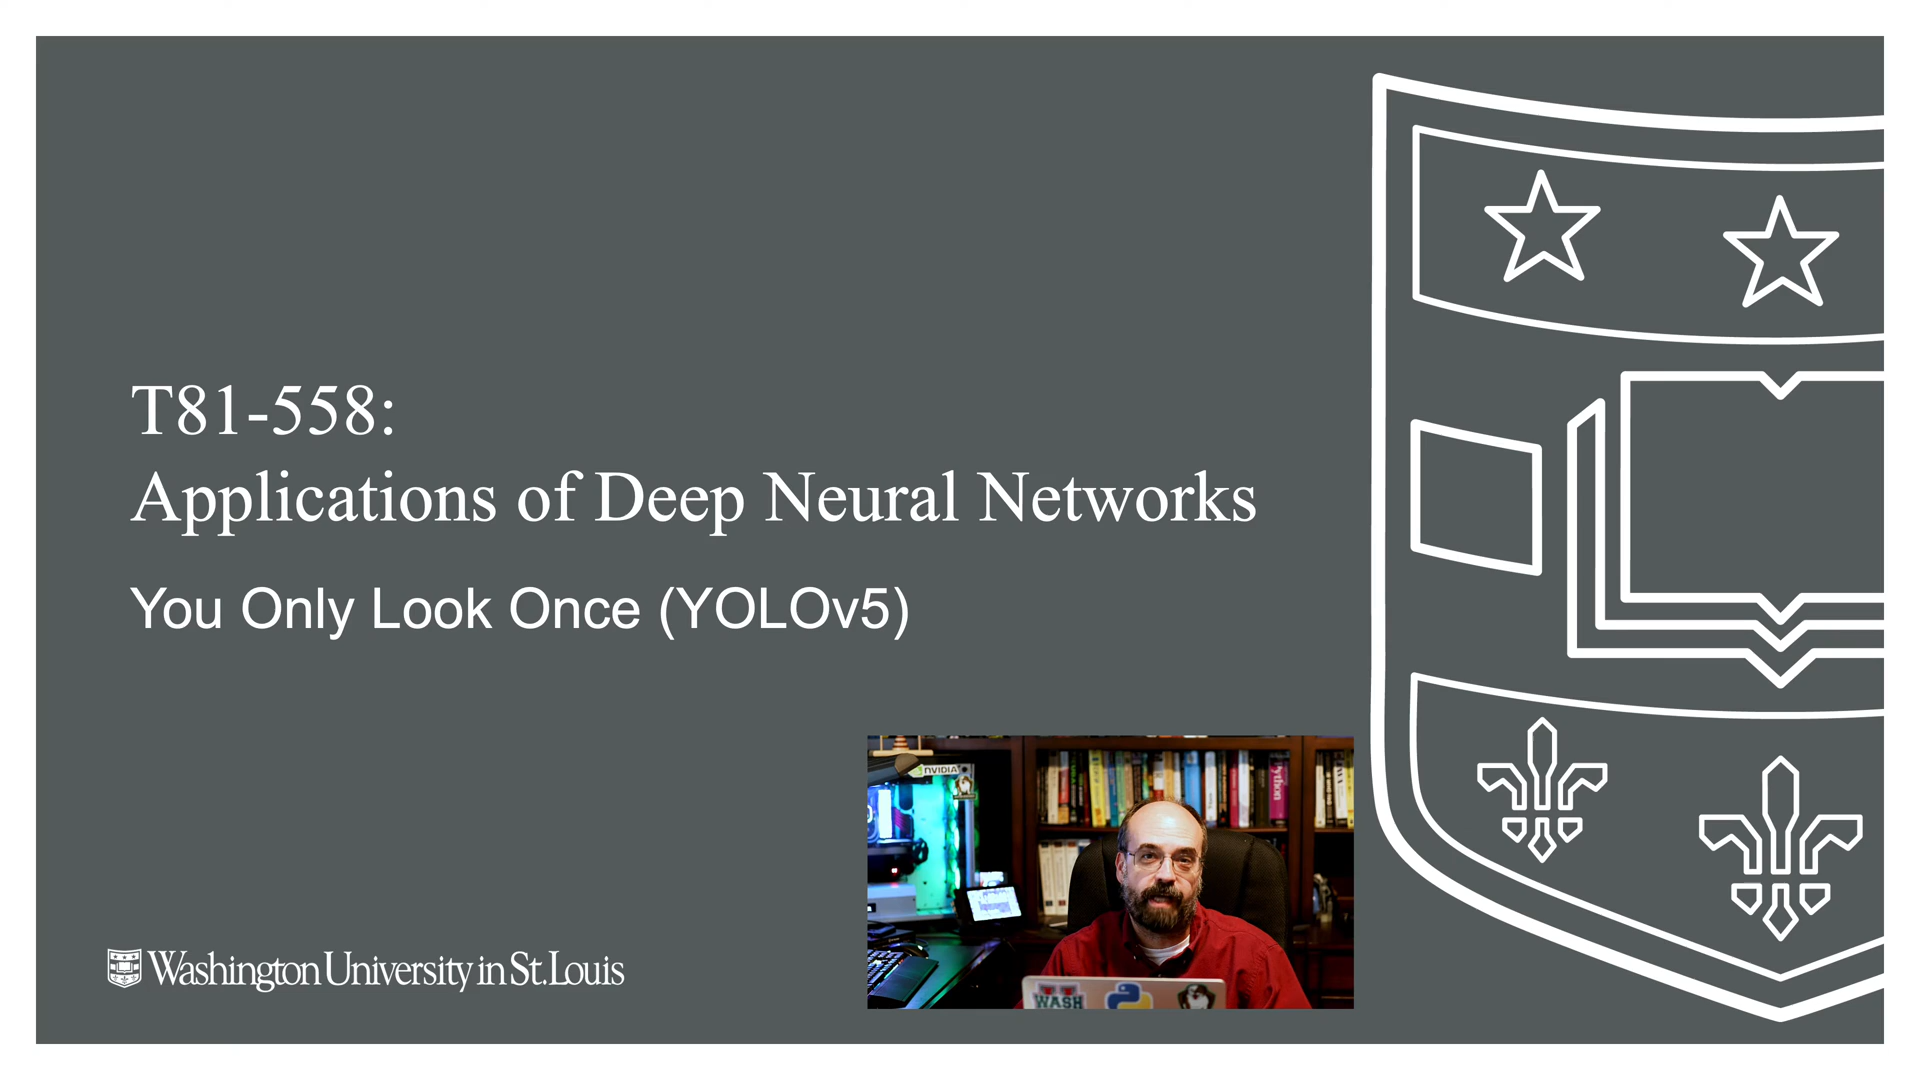 T81-558:
Applications of Deep Neural Networks
You Only Look Once (YOLOv5)
NVIDIA
Python
WASH
Washington University in St. Louis